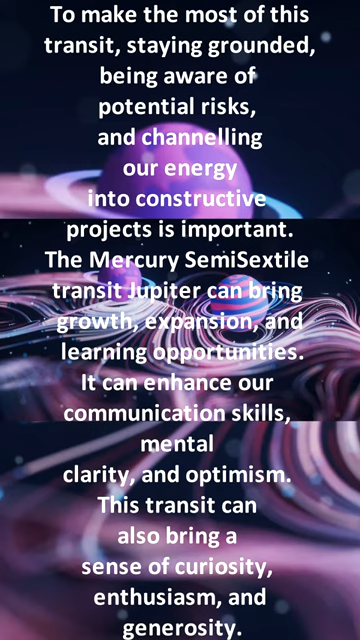 To make the most of this
transit, staying grounded,
being aware of
potential risks,
and channelling
our energy
into constructive
projects is important.
The Mercury SemiSextile
transit Jupiter can bring
growth, expansion, and
learning opportunities.
It can enhance our
communication skills,
mental
clarity, and optimism.
This transit can
also bring a
sense of curiosity,
enthusiasm, and
generosity.